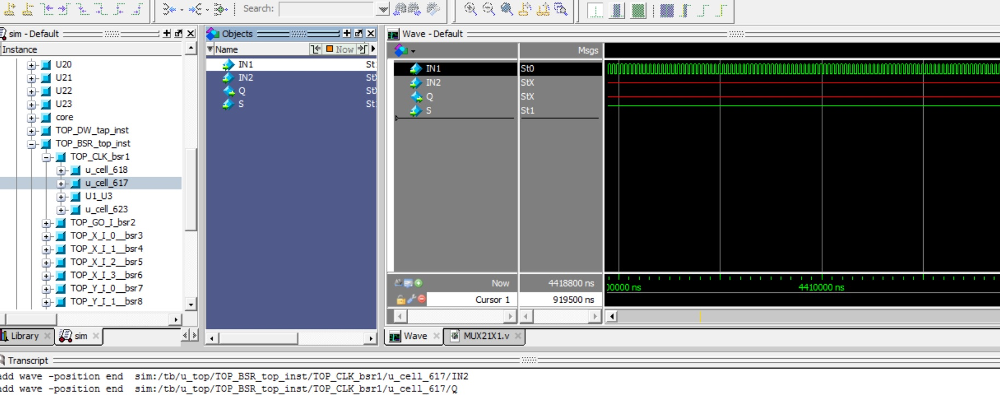 Search:
sim - Default
Instance
U20
U21
U22
U23
core
TOP_DW_tap_inst
TOP_BSR_top_inst
TOP_CLK_bsr1
u_cell_618
u_cell_617
U1_U3
u_cell_623
TOP_GO_I_bsr2
TOP_X_I_0__bsr3
TOP_X_I_1__bsr4
TOP_X_I_2__bsr5
TOP_X_I_3__bsr6
TOP_Y_I_0__bsr7
TOP_Y_I_1__bsr8
Library
sim
Objects
Name
Now
IN1 St
IN2 St
Q St
S St
Wave - Default
Msgs
IN1 St0
IN2 StX
Q StX
S St1
Now 4418800 ns
Cursor 1 919500 ns
00000 ns
4410000 ns
Wave
MUX21X1.v
Transcript
add wave -position end sim:/tb/u_top/TOP_BSR_top_inst/TOP_CLK_bsr1/u_cell_617/IN2
add wave -position end sim:/tb/u_top/TOP_BSR_top_inst/TOP_CLK_bsr1/u_cell_617/Q